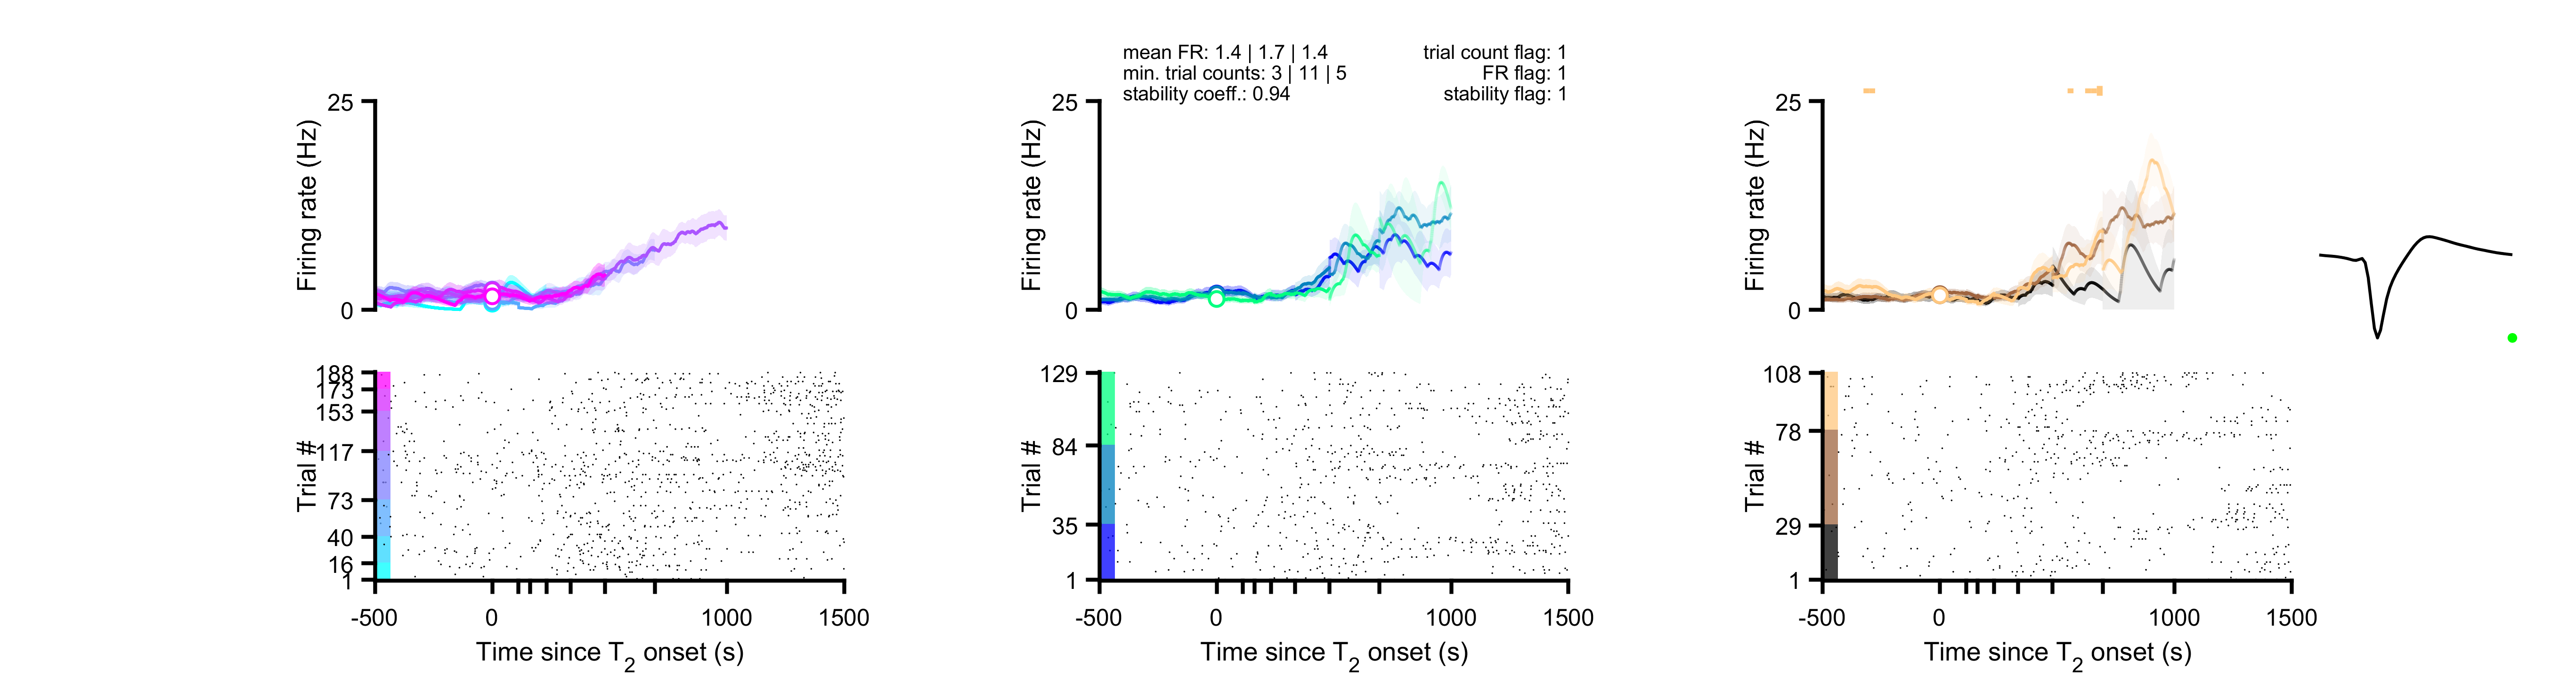 mean FR: 1.4 | 1.7 | 1.4
min. trial counts: 3 | 11 | 5
stability coeff.: 0.94
trial count flag: 1
FR flag: 1
stability flag: 1
25
0
Firing rate (Hz)
188
173
153
117
73
40
16
1
Trial #
-500
0
1000
1500
Time since T2 onset (s)
25
0
Firing rate (Hz)
129
84
35
1
Trial #
-500
0
1000
1500
Time since T2 onset (s)
25
0
Firing rate (Hz)
108
78
29
1
Trial #
-500
0
1000
1500
Time since T2 onset (s)